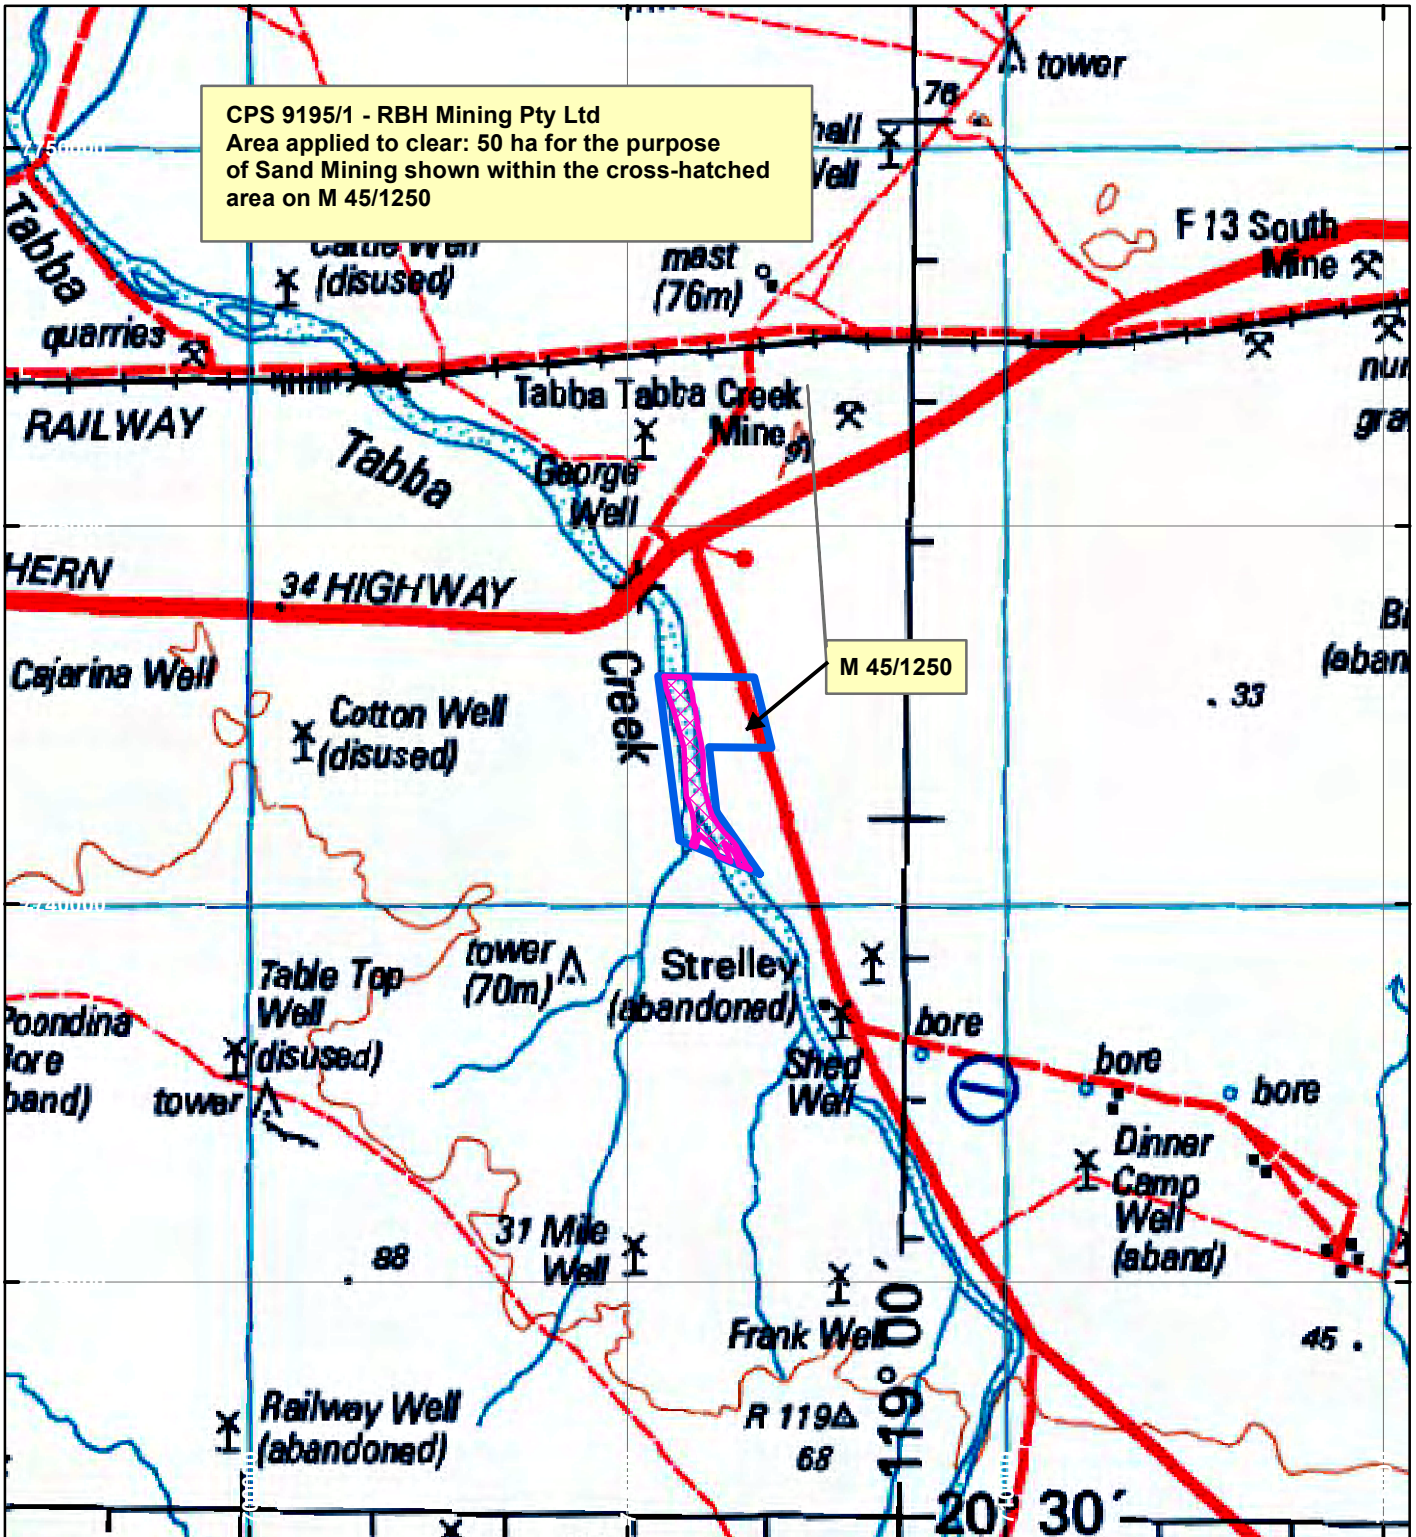 tower
76
CPS 9195/1 - RBH Mining Pty Ltd
Area applied to clear: 50 ha for the purpose
of Sand Mining shown within the cross-hatched
area on M 45/1250
Tabba
F 13 South
Mine
(disused)
mast
(76m)
quarries
RAILWAY
Tabba
Tabba Tabba Creek
Mine
91
George
Well
34 HIGHWAY
Creek
M 45/1250
33
Cajarina Well
Cotton Well
(disused)
7740000
tower
(70m)
Strelley
(abandoned)
Table Top
Well
(disused)
Poondina
tower
Shed
Well
bore
bore
bore
Dinner
Camp
Well
(aband)
31 Mile
Well
88
Frank Well
119° 00´
45
R 119
68
Railway Well
(abandoned)
20° 30´